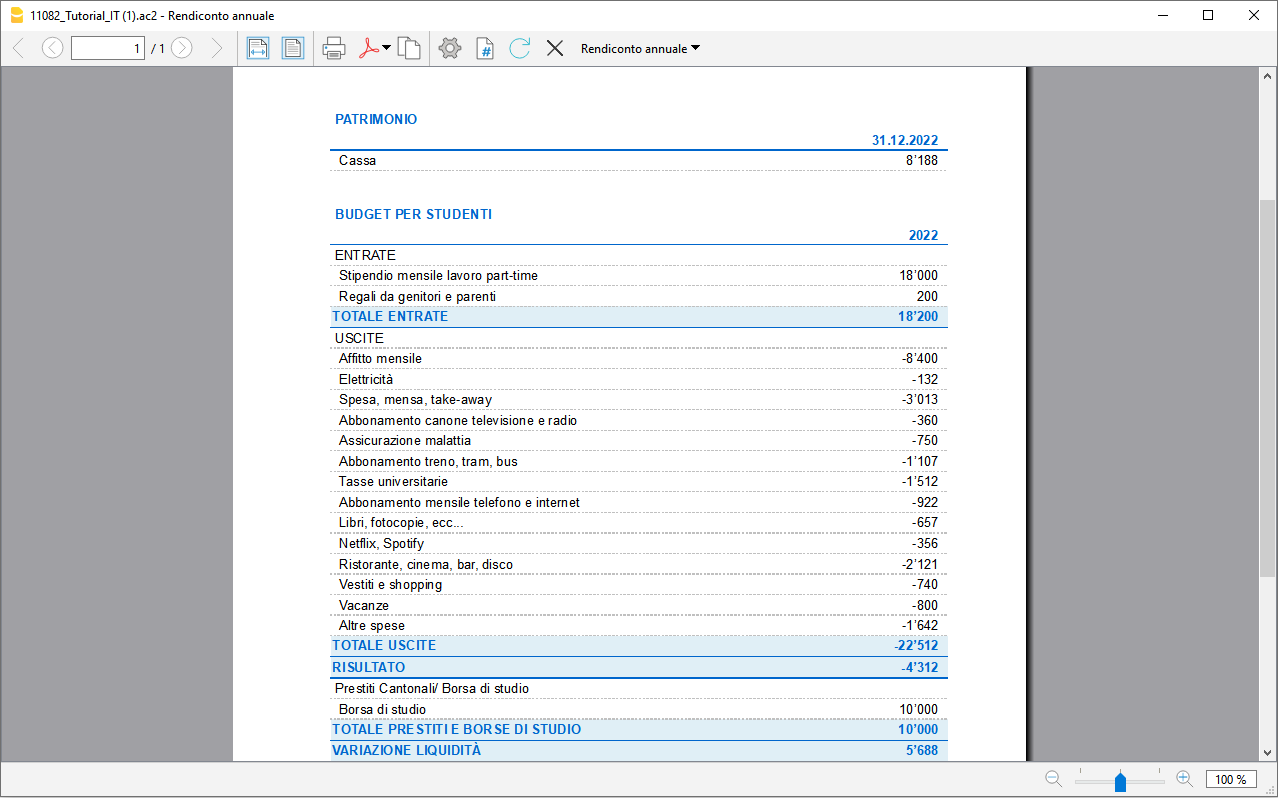 11082_Tutorial_IT (1).ac2 - Rendiconto annuale
1 / 1 Rendiconto annuale
PATRIMONIO
31.12.2022
Cassa 8'188
BUDGET PER STUDENTI
2022
ENTRATE
Stipendio mensile lavoro part-time 18'000
Regali da genitori e parenti 200
TOTALE ENTRATE 18'200
USCITE
Affitto mensile -8'400
Elettricità -132
Spesa, mensa, take-away -3'013
Abbonamento canone televisione e radio -360
Assicurazione malattia -750
Abbonamento treno, tram, bus -1'107
Tasse universitarie -1'512
Abbonamento mensile telefono e internet -922
Libri, fotocopie, ecc... -657
Netflix, Spotify -356
Ristorante, cinema, bar, disco -2'121
Vestiti e shopping -740
Vacanze -800
Altre spese -1'642
TOTALE USCITE -22'512
RISULTATO -4'312
Prestiti Cantonali/ Borsa di studio
Borsa di studio 10'000
TOTALE PRESTITI E BORSE DI STUDIO 10'000
VARIAZIONE LIQUIDITÀ 5'688
100 %